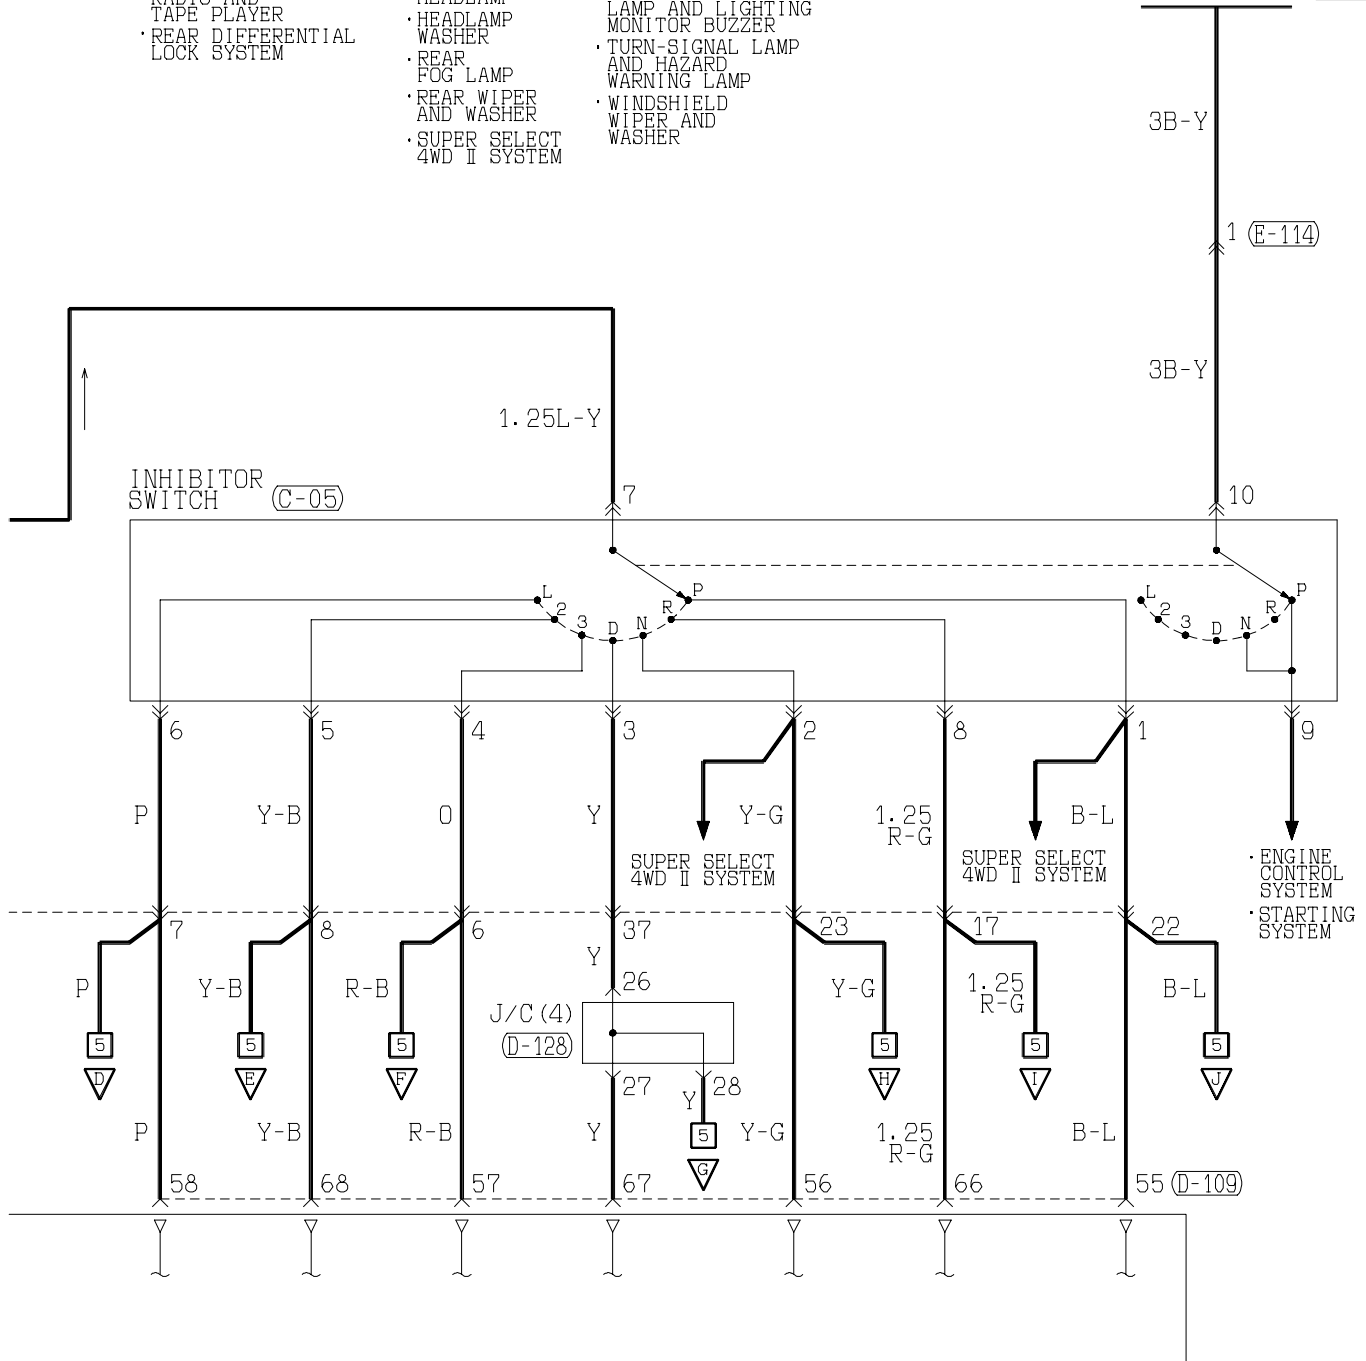 TAPE PLAYER
·REAR DIFFERENTIAL
LOCK SYSTEM
·HEADLAMP
WASHER
·REAR
FOG LAMP
·REAR WIPER
AND WASHER
·SUPER SELECT
4WD Ⅱ SYSTEM
LAMP AND LIGHTING
MONITOR BUZZER
·TURN-SIGNAL LAMP
AND HAZARD
WARNING LAMP
·WINDSHIELD
WIPER AND
WASHER
3B-Y
1 E-114
3B-Y
1.25L-Y
INHIBITOR
SWITCH C-05
7
10
L 2 3 D N R P
L 2 3 D N R P
6 5 4 3 2 8 1 9
P Y-B O Y Y-G 1.25 R-G B-L
SUPER SELECT
4WD Ⅱ SYSTEM
SUPER SELECT
4WD Ⅱ SYSTEM
·ENGINE
CONTROL
SYSTEM
·STARTING
SYSTEM
7 8 6 37 23 17 22
P Y-B R-B Y Y-G 1.25 R-G B-L
26
J/C(4)
D-128
5 5 5 5 5 5
D E F H I J
27 28
Y
5
G
P Y-B R-B Y Y-G 1.25 R-G B-L
58 68 57 67 56 66 55 D-109